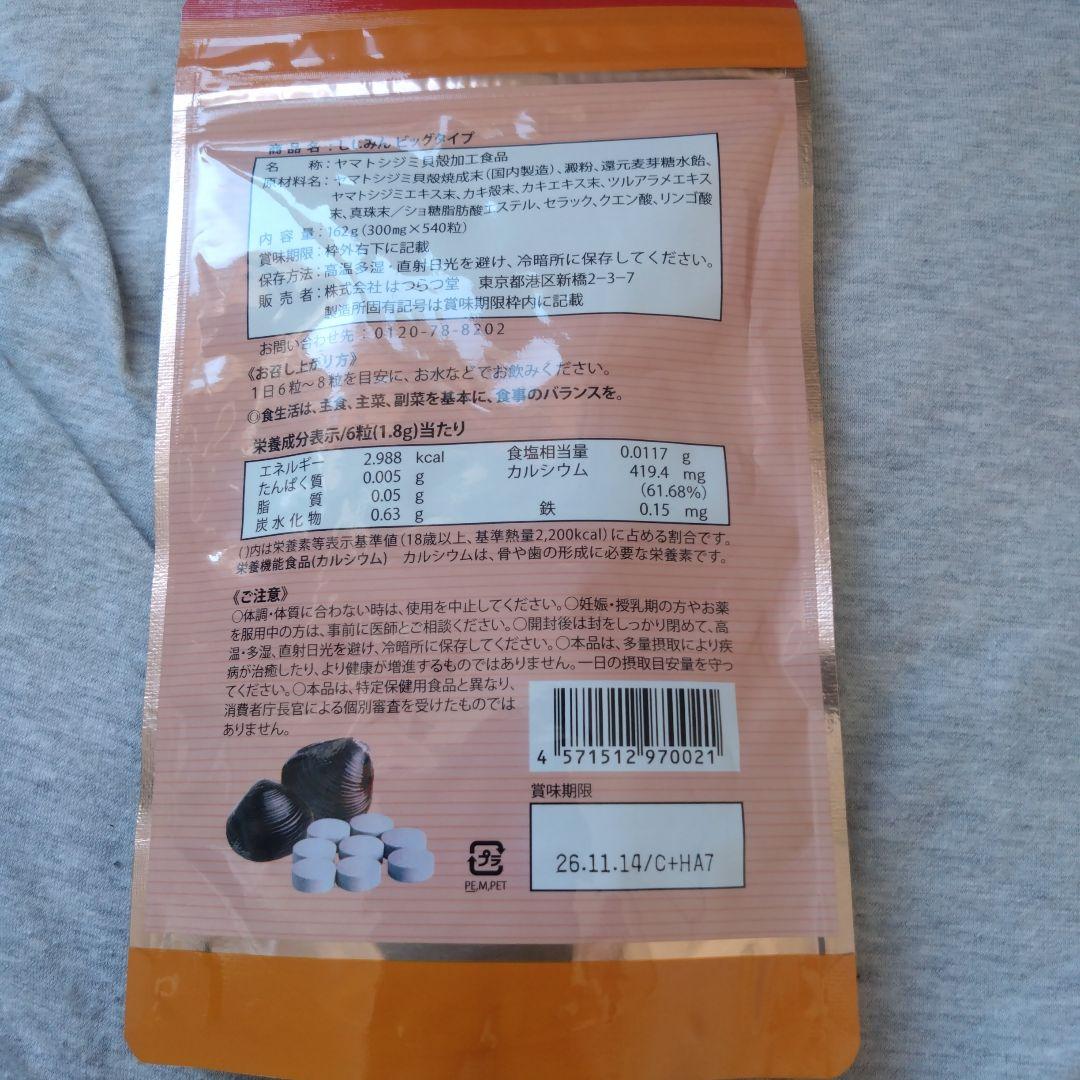 商品名：しじみん ビッグタイプ
名　称：ヤマトシジミ貝殻加工食品
原材料名：ヤマトシジミ貝殻焼成末（国内製造）、澱粉、還元麦芽糖水飴、
ヤマトシジミエキス末、カキ殻末、カキエキス末、ツルアラメエキス
末、真珠末／ショ糖脂肪酸エステル、セラック、クエン酸、リンゴ酸
内容量：162g（300mg×540粒）
賞味期限：枠外右下に記載
保存方法：高温多湿・直射日光を避け、冷暗所に保存してください。
販売者：株式会社 はつらつ堂　東京都港区新橋2−3−7
製造所固有記号は賞味期限枠内に記載
お問い合わせ先：0120-78-8202
《お召し上がり方》
1日6粒〜8粒を目安に、お水などでお飲みください。
◎食生活は、主食、主菜、副菜を基本に、食事のバランスを。
栄養成分表示/6粒(1.8g)当たり
エネルギー 2.988 kcal 食塩相当量 0.0117 g
たんぱく質 0.005 g カルシウム 419.4 mg
脂質 0.05 g (61.68%)
炭水化物 0.63 g 鉄 0.15 mg
( )内は栄養素等表示基準値（18歳以上、基準熱量2,200kcal）に占める割合です。
栄養機能食品(カルシウム)　カルシウムは、骨や歯の形成に必要な栄養素です。
《ご注意》
○体調・体質に合わない時は、使用を中止してください。○妊娠・授乳期の方やお薬
を服用中の方は、事前に医師とご相談ください。○開封後は封をしっかり閉めて、高
温・多湿、直射日光を避け、冷暗所に保存してください。○本品は、多量摂取により疾
病が治癒したり、より健康が増進するものではありません。一日の摂取目安量を守っ
てください。○本品は、特定保健用食品と異なり、
消費者庁長官による個別審査を受けたものでは
ありません。
4 571512 970021
賞味期限
26.11.14/C+HA7
プラ
PE,M,PET